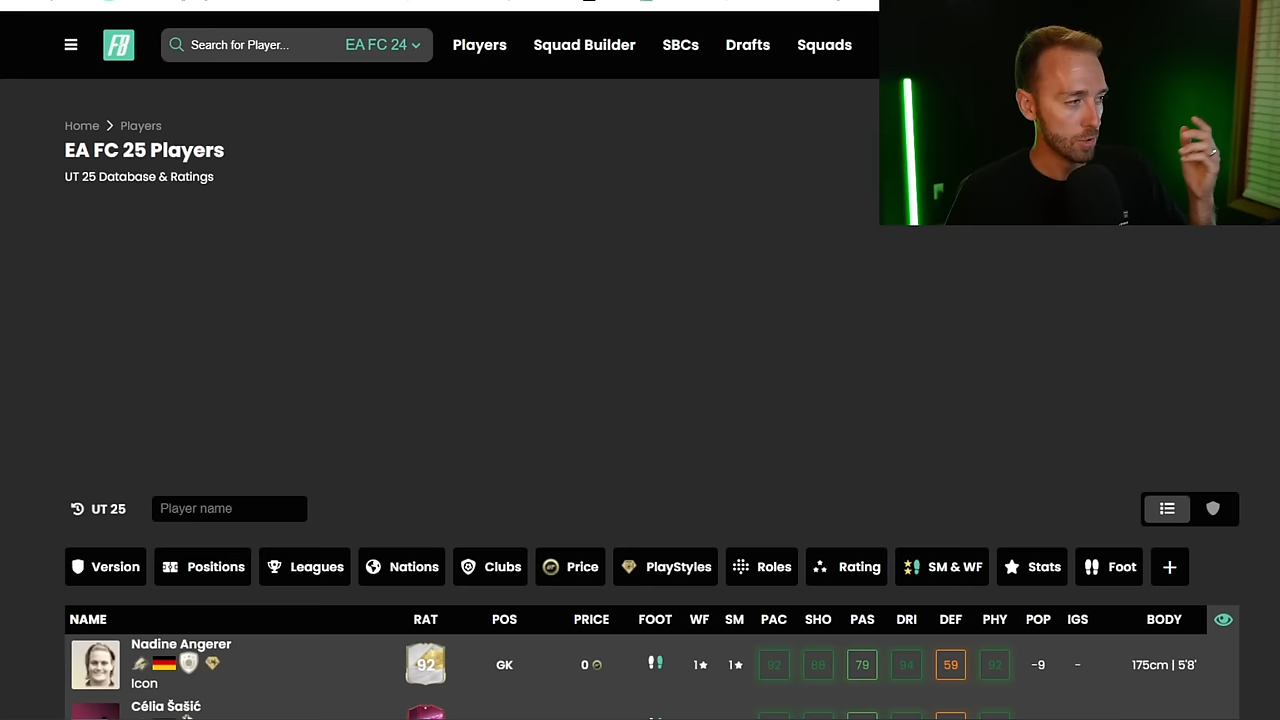 FB Search for Player... EA FC 24 Players Squad Builder SBCs Drafts Squads
Home > Players
EA FC 25 Players
UT 25 Database & Ratings
UT 25 Player name
Version Positions Leagues Nations Clubs Price PlayStyles Roles Rating SM & WF Stats Foot +
NAME RAT POS PRICE FOOT WF SM PAC SHO PAS DRI DEF PHY POP IGS BODY
Nadine Angerer
92 GK 0 1★ 1★ 92 88 79 94 59 92 -9 - 175cm | 5'8'
Icon
Célia Šašić